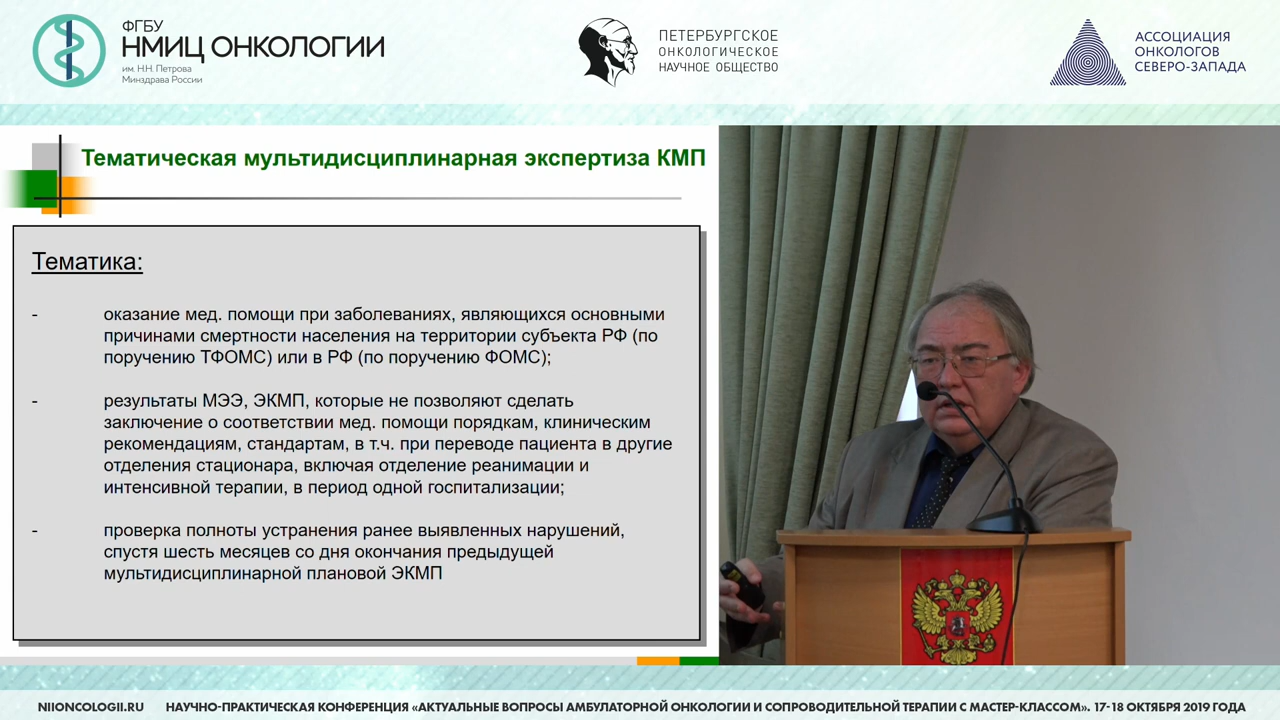 ФГБУ
НМИЦ ОНКОЛОГИИ
им. Н.Н. Петрова
Минздрава России
ПЕТЕРБУРГСКОЕ
ОНКОЛОГИЧЕСКОЕ
НАУЧНОЕ ОБЩЕСТВО
АССОЦИАЦИЯ
ОНКОЛОГОВ
СЕВЕРО-ЗАПАДА
Тематическая мультидисциплинарная экспертиза КМП
Тематика:
- оказание мед. помощи при заболеваниях, являющихся основными
причинами смертности населения на территории субъекта РФ (по
поручению ТФОМС) или в РФ (по поручению ФОМС);
- результаты МЭЭ, ЭКМП, которые не позволяют сделать
заключение о соответствии мед. помощи порядкам, клиническим
рекомендациям, стандартам, в т.ч. при переводе пациента в другие
отделения стационара, включая отделение реанимации и
интенсивной терапии, в период одной госпитализации;
- проверка полноты устранения ранее выявленных нарушений,
спустя шесть месяцев со дня окончания предыдущей
мультидисциплинарной плановой ЭКМП
NIIONCOLOGII.RU НАУЧНО-ПРАКТИЧЕСКАЯ КОНФЕРЕНЦИЯ «АКТУАЛЬНЫЕ ВОПРОСЫ АМБУЛАТОРНОЙ ОНКОЛОГИИ И СОПРОВОДИТЕЛЬНОЙ ТЕРАПИИ С МАСТЕР-КЛАССОМ». 17-18 ОКТЯБРЯ 2019 ГОДА